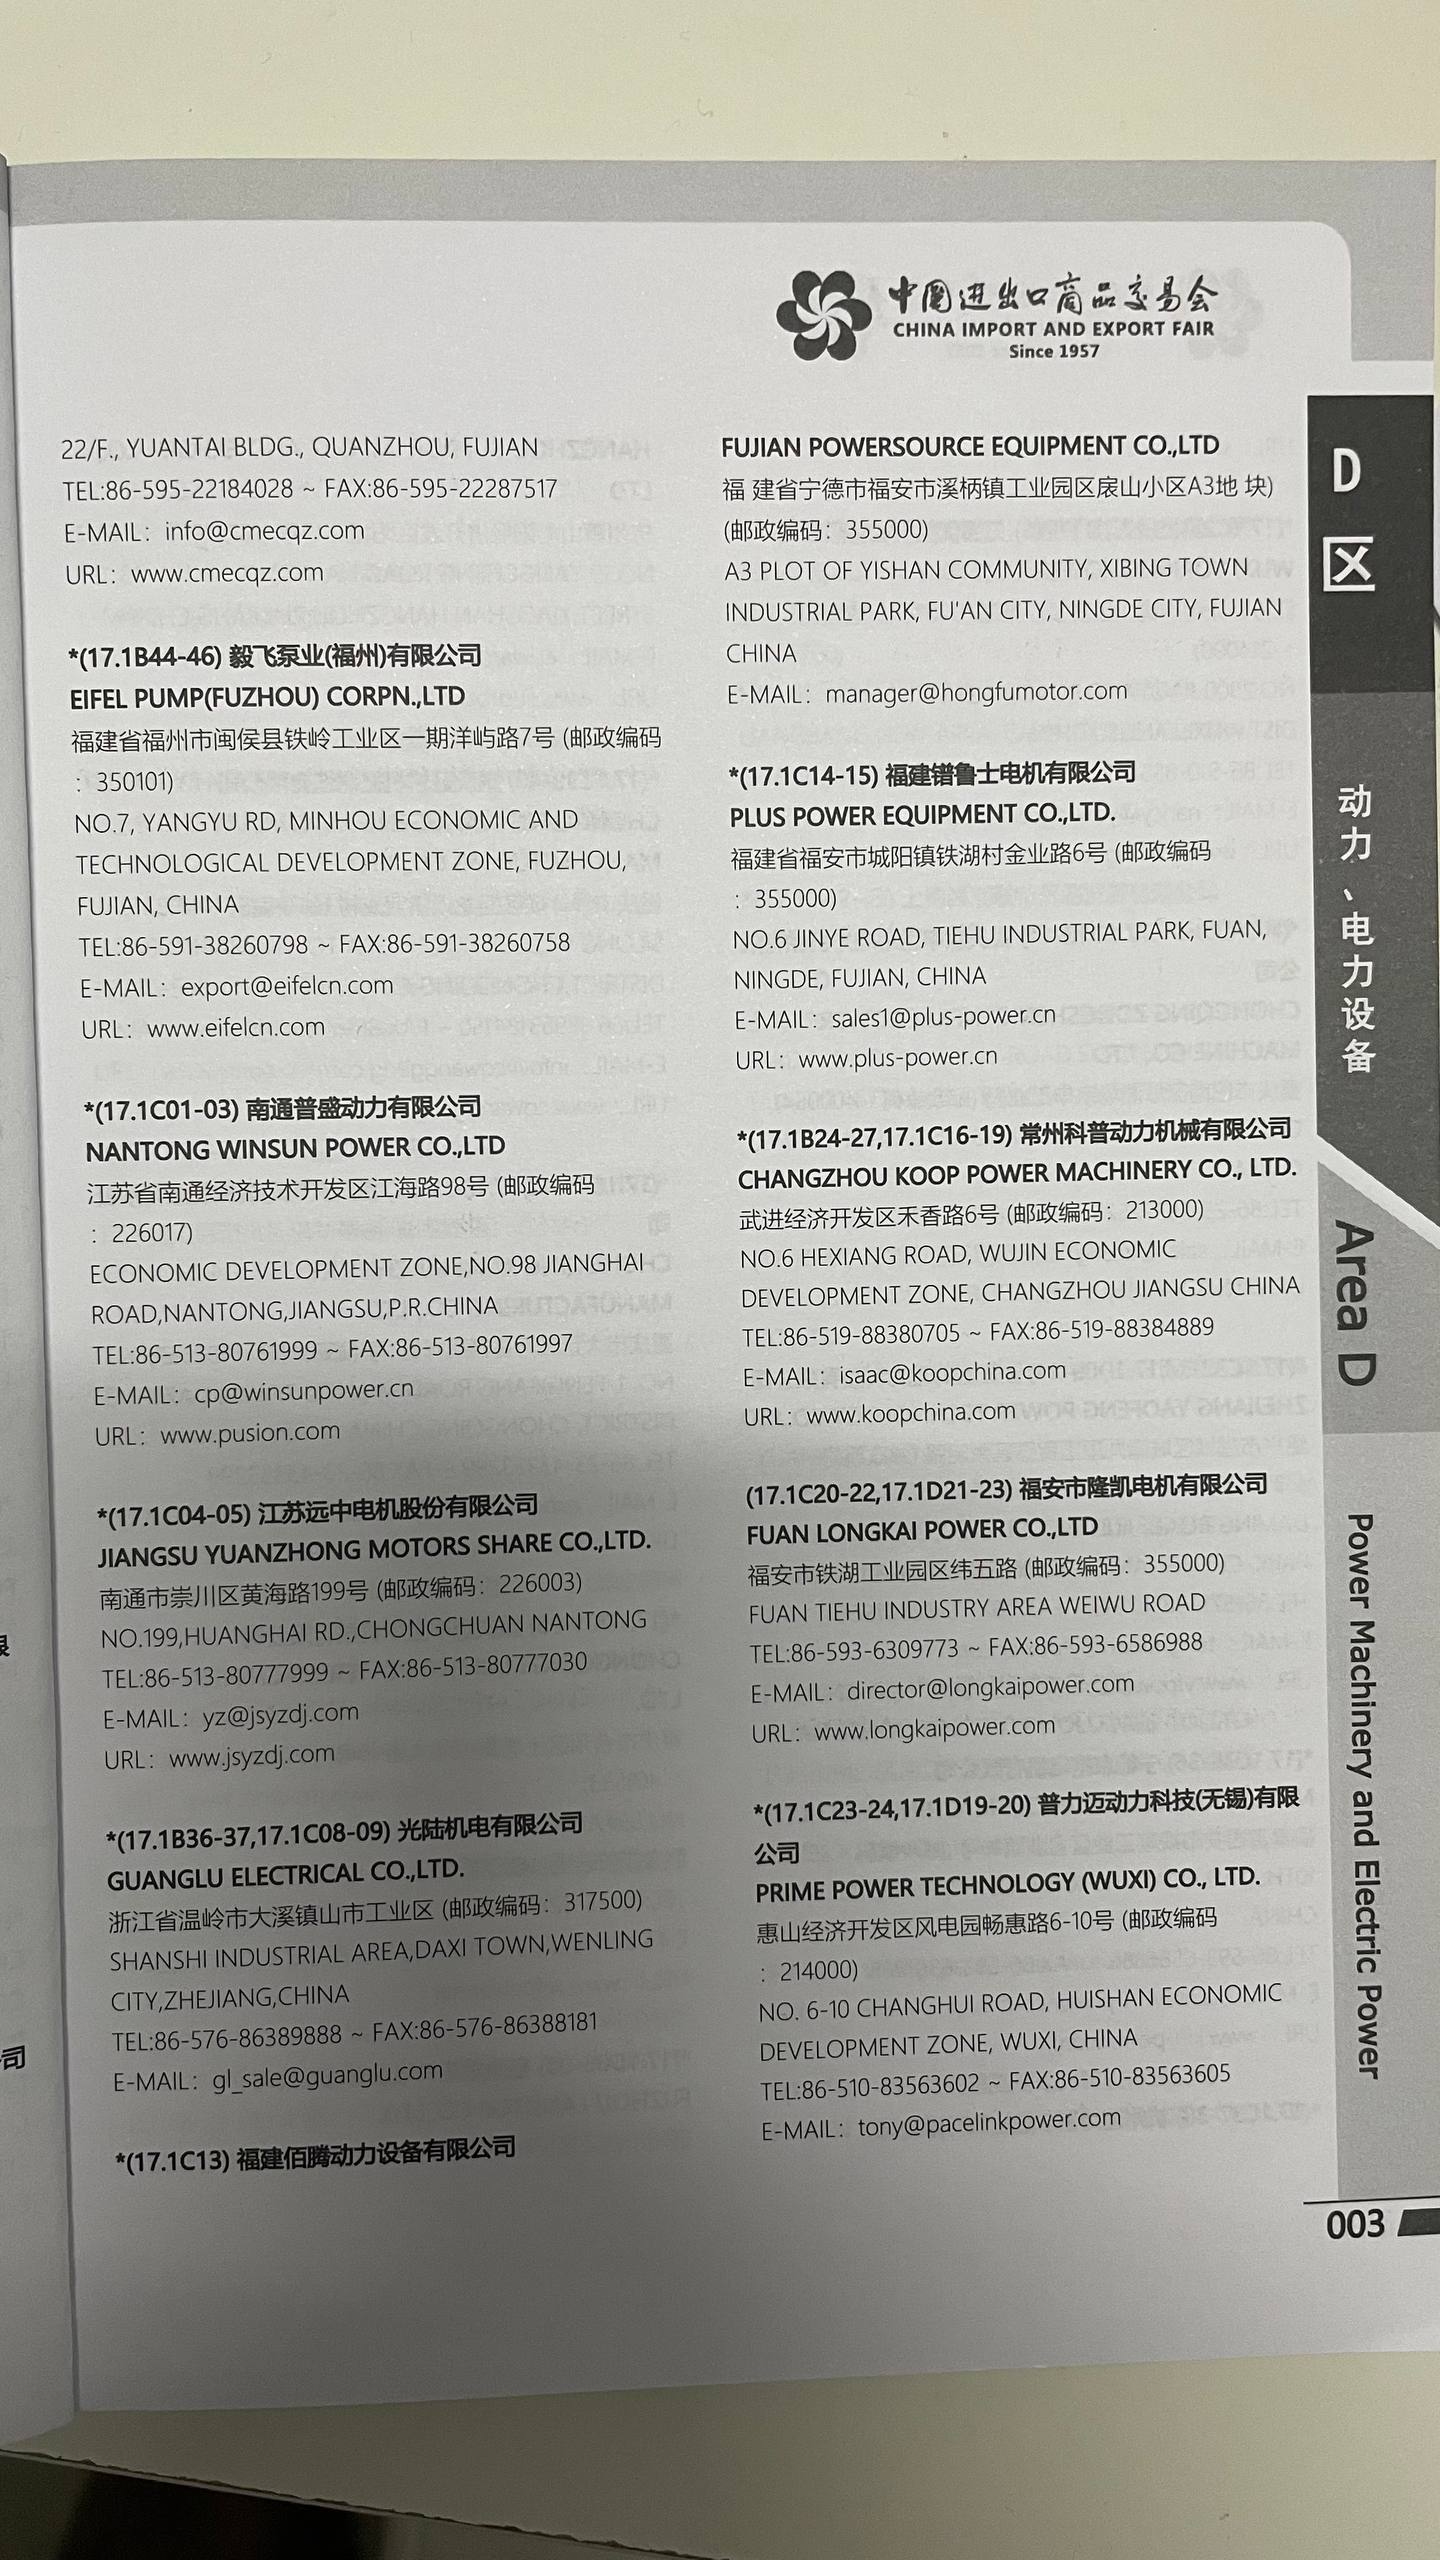 中国进出口商品交易会
CHINA IMPORT AND EXPORT FAIR
Since 1957
22/F., YUANTAI BLDG., QUANZHOU, FUJIAN
TEL:86-595-22184028 ~ FAX:86-595-22287517
E-MAIL: info@cmecqz.com
URL: www.cmecqz.com
*(17.1B44-46) 毅飞泵业(福州)有限公司
EIFEL PUMP(FUZHOU) CORPN.,LTD
福建省福州市闽侯县铁岭工业区一期洋屿路7号 (邮政编码
: 350101)
NO.7, YANGYU RD, MINHOU ECONOMIC AND
TECHNOLOGICAL DEVELOPMENT ZONE, FUZHOU,
FUJIAN, CHINA
TEL:86-591-38260798 ~ FAX:86-591-38260758
E-MAIL: export@eifelcn.com
URL: www.eifelcn.com
*(17.1C01-03) 南通普盛动力有限公司
NANTONG WINSUN POWER CO.,LTD
江苏省南通经济技术开发区江海路98号 (邮政编码
: 226017)
ECONOMIC DEVELOPMENT ZONE,NO.98 JIANGHAI
ROAD,NANTONG,JIANGSU,P.R.CHINA
TEL:86-513-80761999 ~ FAX:86-513-80761997
E-MAIL: cp@winsunpower.cn
URL: www.pusion.com
*(17.1C04-05) 江苏远中电机股份有限公司
JIANGSU YUANZHONG MOTORS SHARE CO.,LTD.
南通市崇川区黄海路199号 (邮政编码: 226003)
NO.199,HUANGHAI RD.,CHONGCHUAN NANTONG
TEL:86-513-80777999 ~ FAX:86-513-80777030
E-MAIL: yz@jsyzdj.com
URL: www.jsyzdj.com
*(17.1B36-37,17.1C08-09) 光陆机电有限公司
GUANGLU ELECTRICAL CO.,LTD.
浙江省温岭市大溪镇山市工业区 (邮政编码: 317500)
SHANSHI INDUSTRIAL AREA,DAXI TOWN,WENLING
CITY,ZHEJIANG,CHINA
TEL:86-576-86389888 ~ FAX:86-576-86388181
E-MAIL: gl_sale@guanglu.com
*(17.1C13) 福建佰腾动力设备有限公司
FUJIAN POWERSOURCE EQUIPMENT CO.,LTD
福 建省宁德市福安市溪柄镇工业园区扆山小区A3地 块)
(邮政编码: 355000)
A3 PLOT OF YISHAN COMMUNITY, XIBING TOWN
INDUSTRIAL PARK, FU'AN CITY, NINGDE CITY, FUJIAN
CHINA
E-MAIL: manager@hongfumotor.com
*(17.1C14-15) 福建镨鲁士电机有限公司
PLUS POWER EQUIPMENT CO.,LTD.
福建省福安市城阳镇铁湖村金业路6号 (邮政编码
: 355000)
NO.6 JINYE ROAD, TIEHU INDUSTRIAL PARK, FUAN,
NINGDE, FUJIAN, CHINA
E-MAIL: sales1@plus-power.cn
URL: www.plus-power.cn
*(17.1B24-27,17.1C16-19) 常州科普动力机械有限公司
CHANGZHOU KOOP POWER MACHINERY CO., LTD.
武进经济开发区禾香路6号 (邮政编码: 213000)
NO.6 HEXIANG ROAD, WUJIN ECONOMIC
DEVELOPMENT ZONE, CHANGZHOU JIANGSU CHINA
TEL:86-519-88380705 ~ FAX:86-519-88384889
E-MAIL: isaac@koopchina.com
URL: www.koopchina.com
(17.1C20-22,17.1D21-23) 福安市隆凯电机有限公司
FUAN LONGKAI POWER CO.,LTD
福安市铁湖工业园区纬五路 (邮政编码: 355000)
FUAN TIEHU INDUSTRY AREA WEIWU ROAD
TEL:86-593-6309773 ~ FAX:86-593-6586988
E-MAIL: director@longkaipower.com
URL: www.longkaipower.com
*(17.1C23-24,17.1D19-20) 普力迈动力科技(无锡)有限
公司
PRIME POWER TECHNOLOGY (WUXI) CO., LTD.
惠山经济开发区风电园畅惠路6-10号 (邮政编码
: 214000)
NO. 6-10 CHANGHUI ROAD, HUISHAN ECONOMIC
DEVELOPMENT ZONE, WUXI, CHINA
TEL:86-510-83563602 ~ FAX:86-510-83563605
E-MAIL: tony@pacelinkpower.com
D区
动力、电力设备
Area D
Power Machinery and Electric Power
003